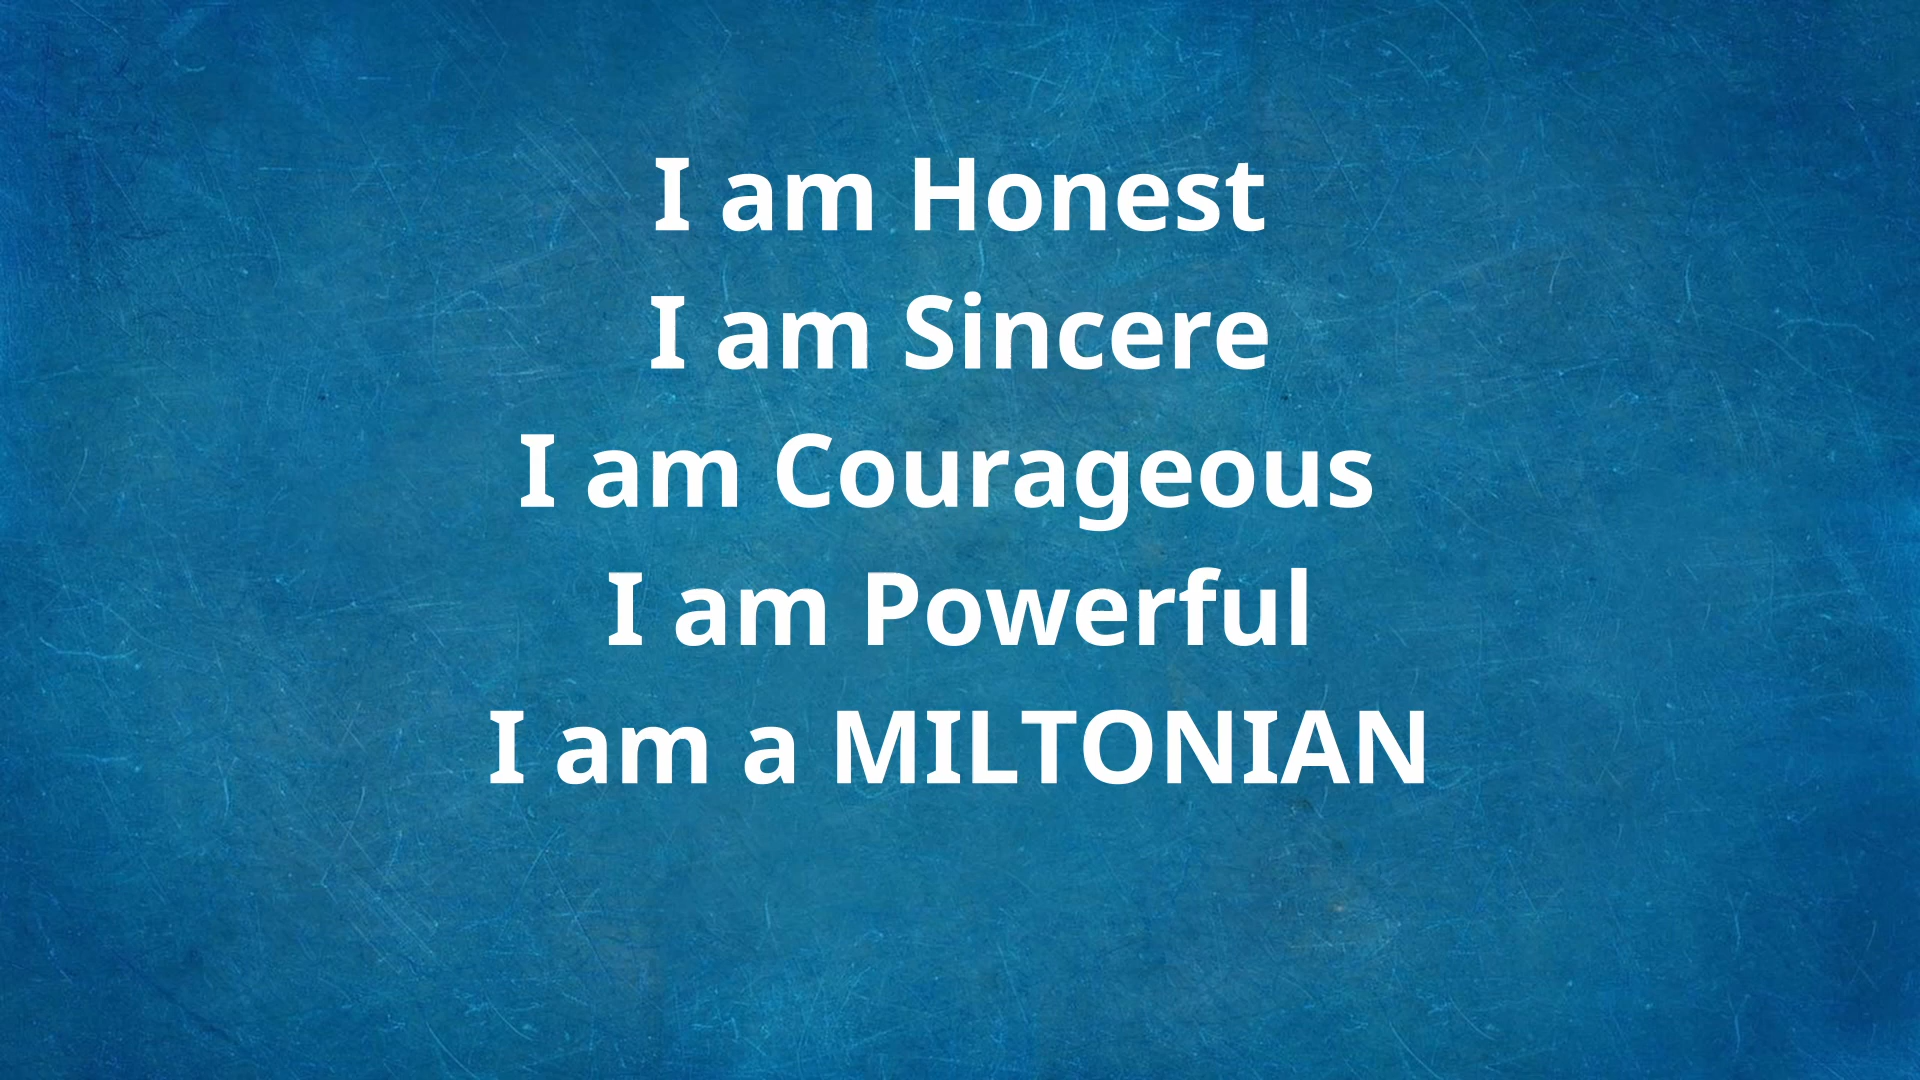 I am Honest
I am Sincere
I am Courageous
I am Powerful
I am a MILTONIAN